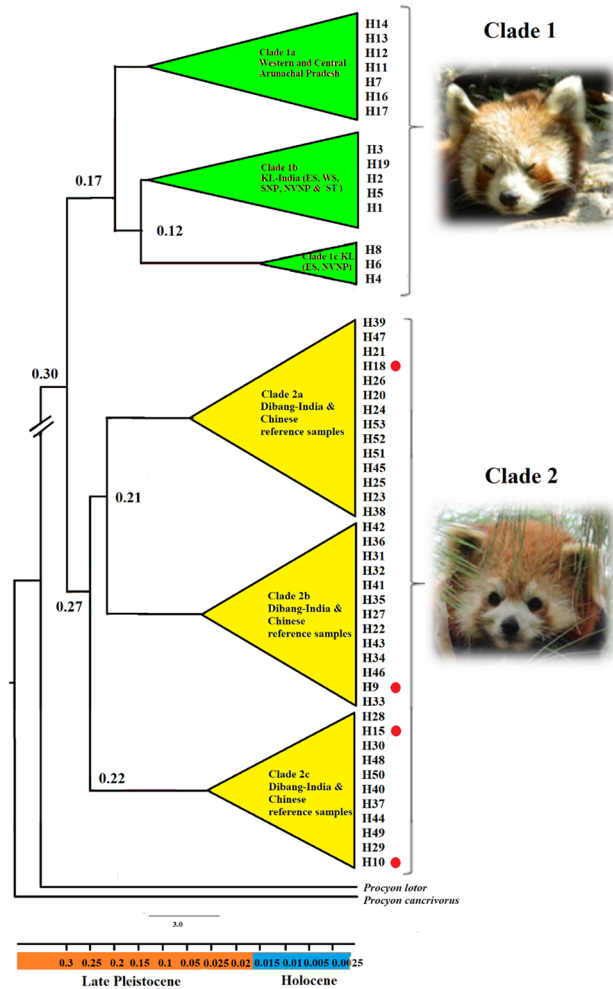 Clade 1
H14
H13
H12
H11
H7
H16
H17
Clade 1a
Western and Central
Arunachal Pradesh
H3
H19
H2
H5
H1
Clade 1b
KL-India (ES, WS,
SNP, NVNP & ST)
0.17
0.12
H8
H6
H4
Clade 1c KL
(ES, NVNP)
0.30
H39
H47
H21
H18
H26
H20
H24
H53
H52
H51
H45
H25
H23
H38
Clade 2a
Dibang-India &
Chinese
reference samples
Clade 2
0.21
H42
H36
H31
H32
H41
H35
H27
H22
H43
H34
H46
H9
H33
Clade 2b
Dibang-India &
Chinese
reference samples
0.27
H28
H15
H30
H48
H50
H40
H37
H44
H49
H29
H10
Clade 2c
Dibang-India &
Chinese
reference samples
0.22
Procyon lotor
Procyon cancrivorus
3.0
0.3 0.25 0.2 0.15 0.1 0.05 0.025 0.02 0.015 0.01 0.005 0.0025
Late Pleistocene Holocene